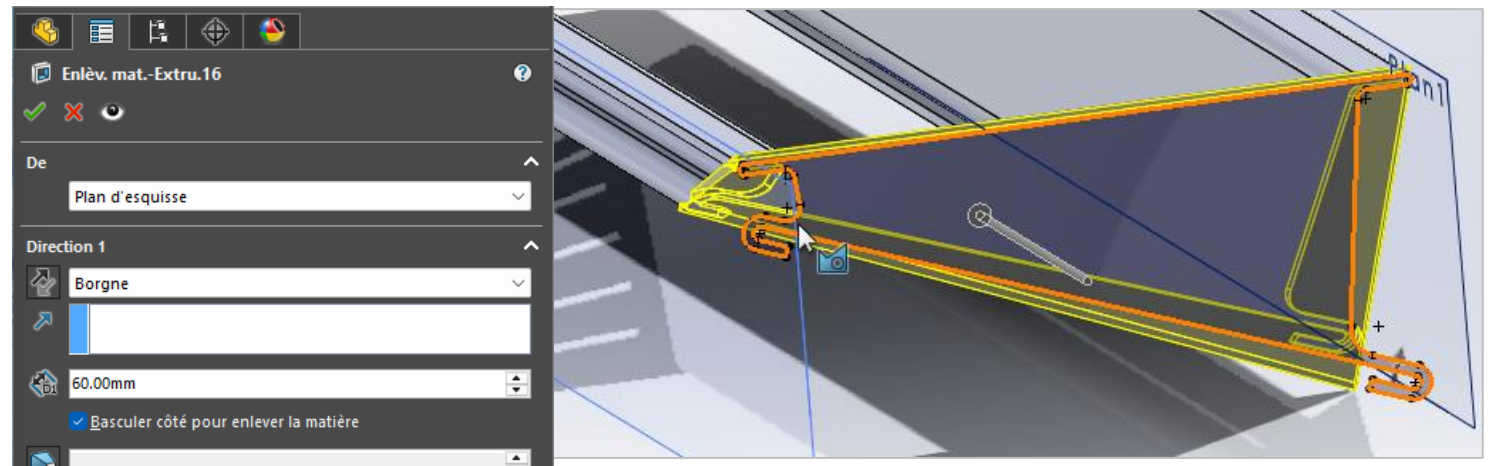 Enlèv. mat.-Extru.16
De
Plan d'esquisse
Direction 1
Borgne
D1
60.00mm
Basculer côté pour enlever la matière
Plan1